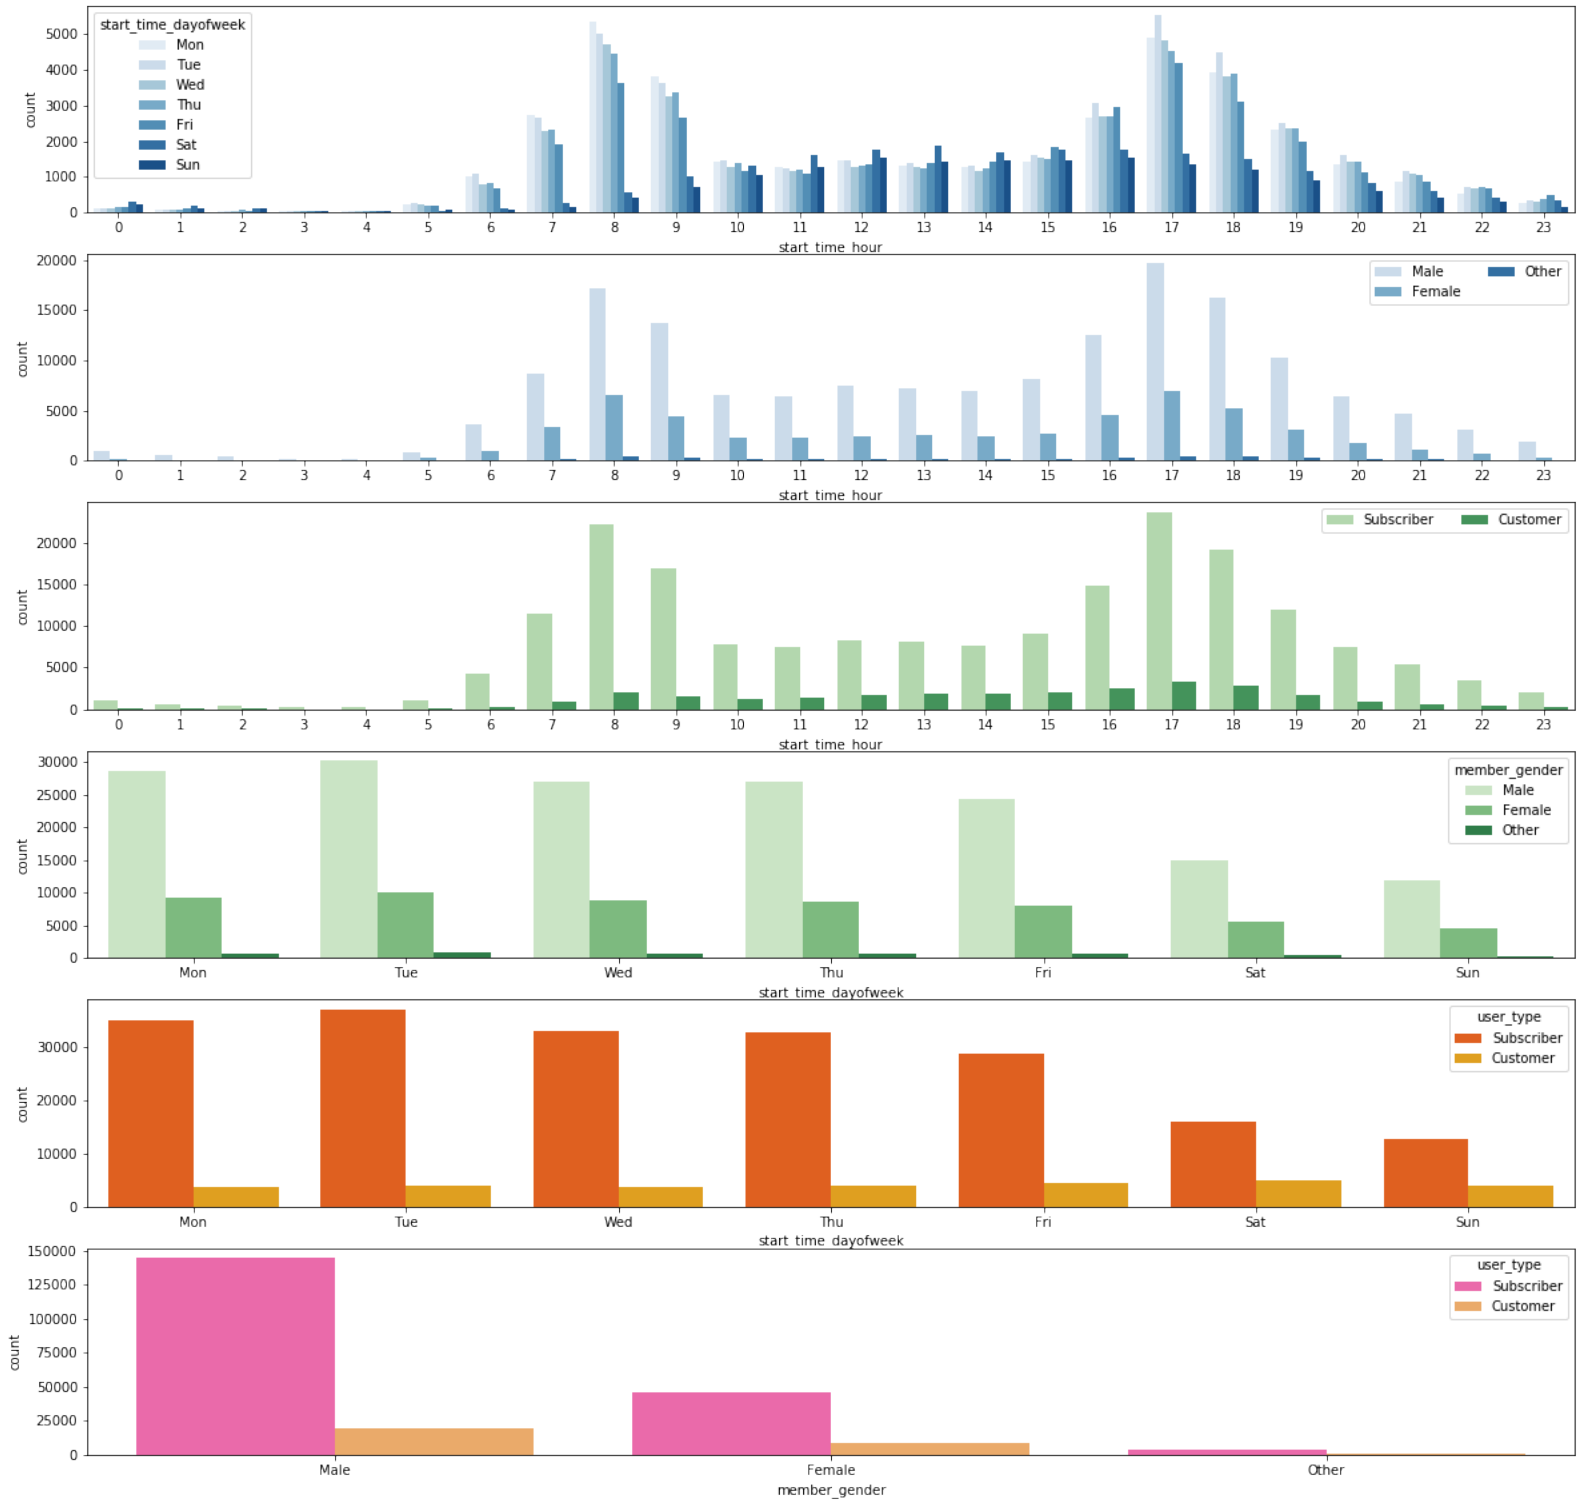 start_time_dayofweek
Mon
Tue
Wed
Thu
Fri
Sat
Sun
5000
4000
3000
2000
1000
0
count
0 1 2 3 4 5 6 7 8 9 10 11 12 13 14 15 16 17 18 19 20 21 22 23
start_time_hour
Male Other
Female
20000
15000
10000
5000
0
count
0 1 2 3 4 5 6 7 8 9 10 11 12 13 14 15 16 17 18 19 20 21 22 23
start_time_hour
Subscriber Customer
20000
15000
10000
5000
0
count
0 1 2 3 4 5 6 7 8 9 10 11 12 13 14 15 16 17 18 19 20 21 22 23
start_time_hour
member_gender
Male
Female
Other
30000
25000
20000
15000
10000
5000
0
count
Mon Tue Wed Thu Fri Sat Sun
start_time_dayofweek
user_type
Subscriber
Customer
30000
20000
10000
0
count
Mon Tue Wed Thu Fri Sat Sun
start_time_dayofweek
user_type
Subscriber
Customer
150000
125000
100000
75000
50000
25000
0
count
Male Female Other
member_gender